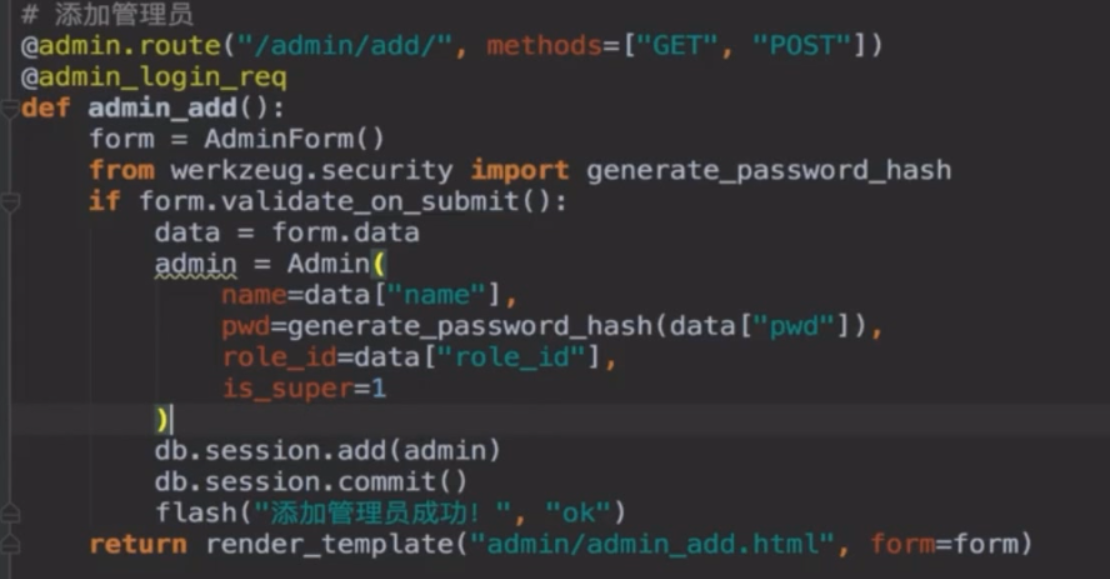 # 添加管理员
@admin.route("/admin/add/", methods=["GET", "POST"])
@admin_login_req
def admin_add():
    form = AdminForm()
    from werkzeug.security import generate_password_hash
    if form.validate_on_submit():
        data = form.data
        admin = Admin(
            name=data["name"],
            pwd=generate_password_hash(data["pwd"]),
            role_id=data["role_id"],
            is_super=1
        )
        db.session.add(admin)
        db.session.commit()
        flash("添加管理员成功！", "ok")
    return render_template("admin/admin_add.html", form=form)